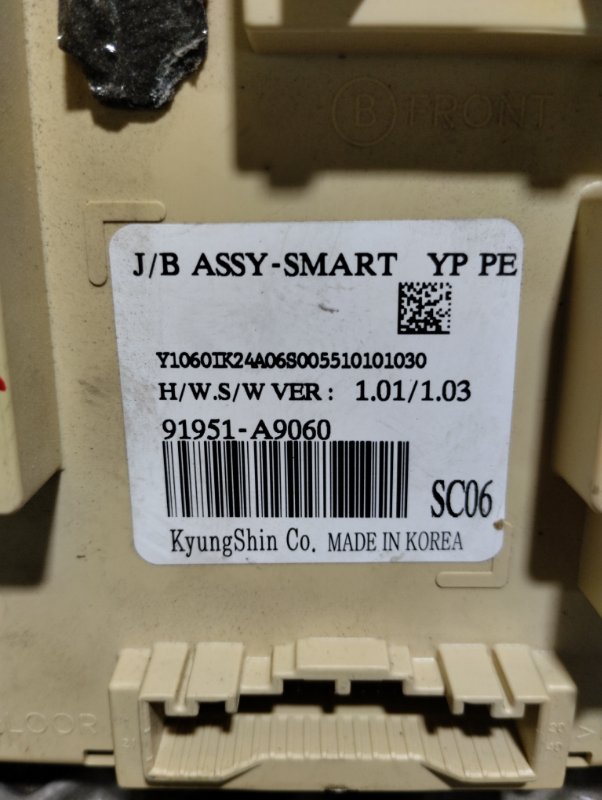 B FRONT
J/B ASSY-SMART YP PE
Y1060IK24A06S005510101030
H/W.S/W VER: 1.01/1.03
91951-A9060
SC06
KyungShin Co. MADE IN KOREA